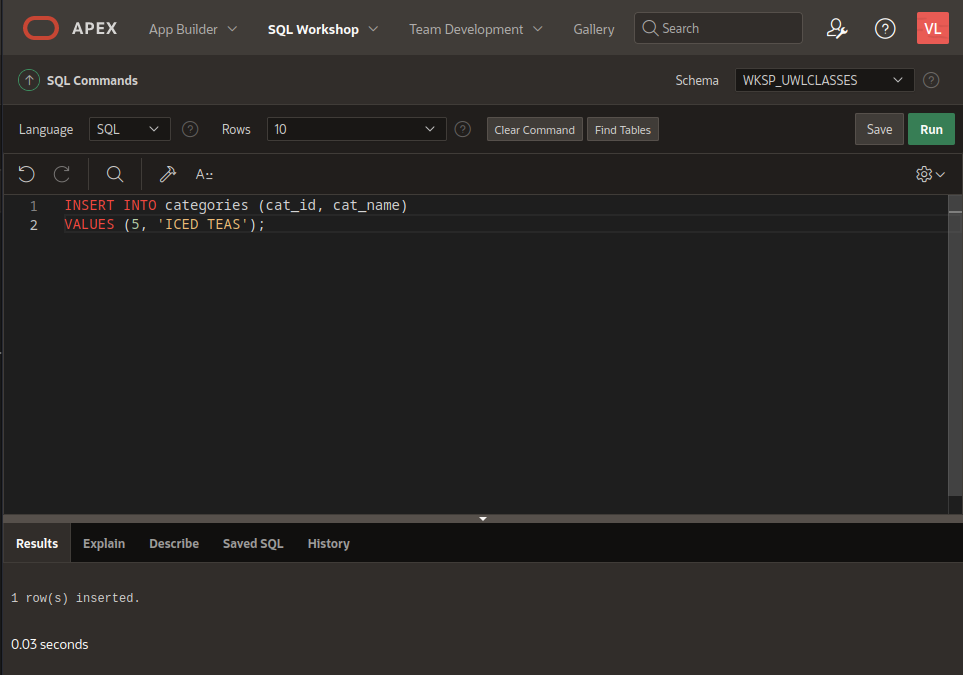 APEX App Builder SQL Workshop Team Development Gallery Search VL
SQL Commands Schema WKSP_UWLCLASSES
Language SQL Rows 10 Clear Command Find Tables Save Run
1 INSERT INTO categories (cat_id, cat_name)
2 VALUES (5, 'ICED TEAS');
Results Explain Describe Saved SQL History
1 row(s) inserted.
0.03 seconds